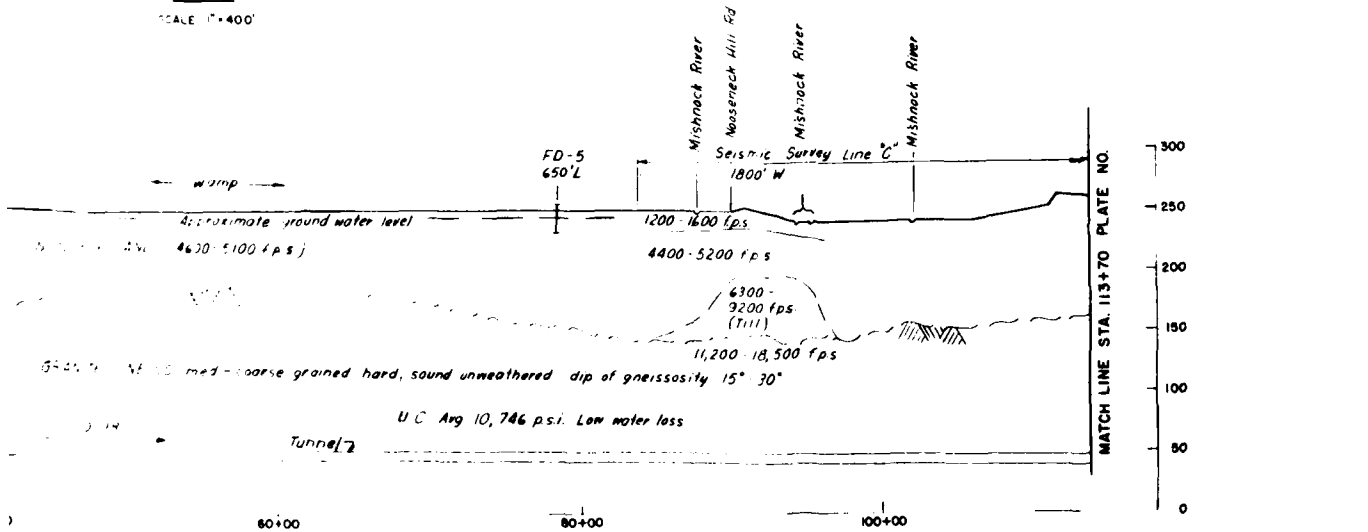 SCALE 1"=400'
Mishnock River
Nooseneck Hill Rd
Mishnock River
Mishnock River
FD-5
650'L
Seismic Survey Line "C"
1800' W
300
250
200
150
100
50
0
MATCH LINE STA. 113+70 PLATE NO.
Approximate ground water level
1200-1600 fps
4600-5100 fps)
4400-5200 fps
6300-
9200 fps
(Till)
11,200-18,500 fps
med-coarse grained hard, sound unweathered dip of gneissosity 15°-30°
UC Avg 10,746 p.s.i. Low water loss
Tunnel
60+00
80+00
100+00